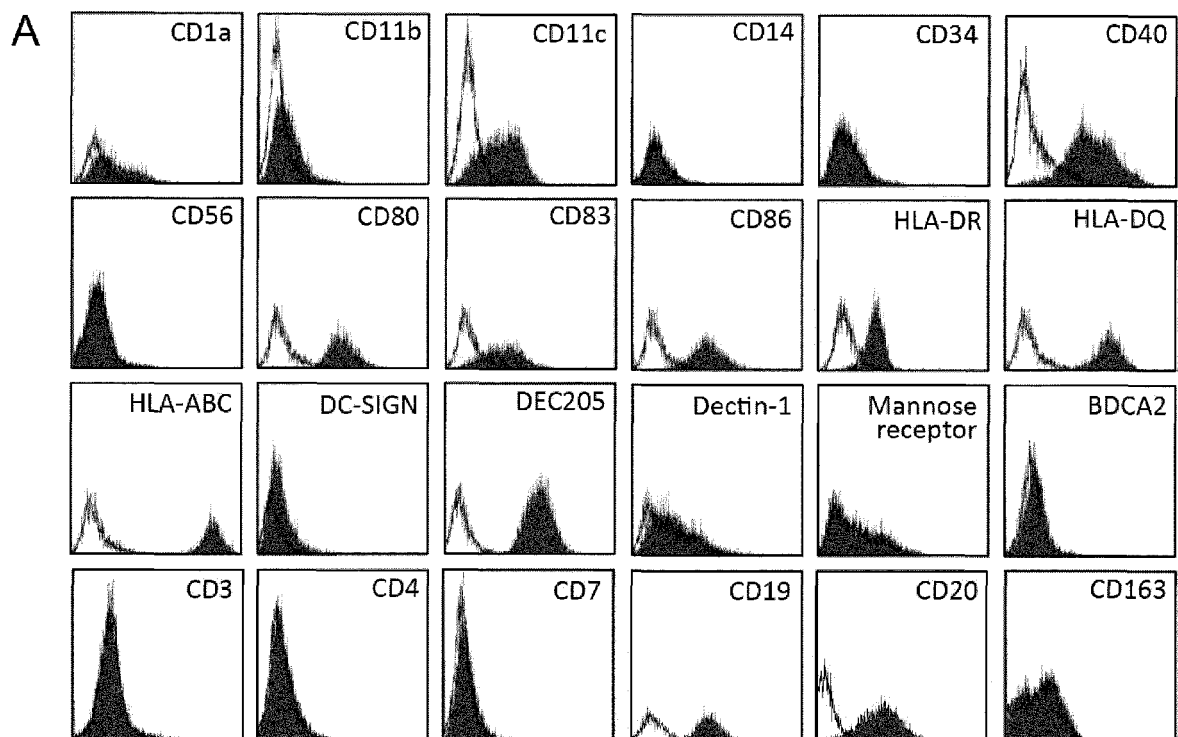 A
CD1a
CD11b
CD11c
CD14
CD34
CD40
CD56
CD80
CD83
CD86
HLA-DR
HLA-DQ
HLA-ABC
DC-SIGN
DEC205
Dectin-1
Mannose
receptor
BDCA2
CD3
CD4
CD7
CD19
CD20
CD163